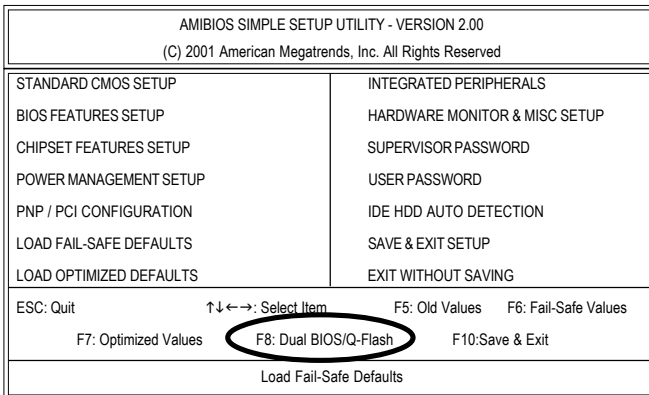 AMIBIOS SIMPLE SETUP UTILITY - VERSION 2.00
(C) 2001 American Megatrends, Inc. All Rights Reserved
STANDARD CMOS SETUP
BIOS FEATURES SETUP
CHIPSET FEATURES SETUP
POWER MANAGEMENT SETUP
PNP / PCI CONFIGURATION
LOAD FAIL-SAFE DEFAULTS
LOAD OPTIMIZED DEFAULTS
INTEGRATED PERIPHERALS
HARDWARE MONITOR & MISC SETUP
SUPERVISOR PASSWORD
USER PASSWORD
IDE HDD AUTO DETECTION
SAVE & EXIT SETUP
EXIT WITHOUT SAVING
ESC: Quit ↑↓←→: Select Item F5: Old Values F6: Fail-Safe Values
F7: Optimized Values F8: Dual BIOS/Q-Flash F10:Save & Exit
Load Fail-Safe Defaults